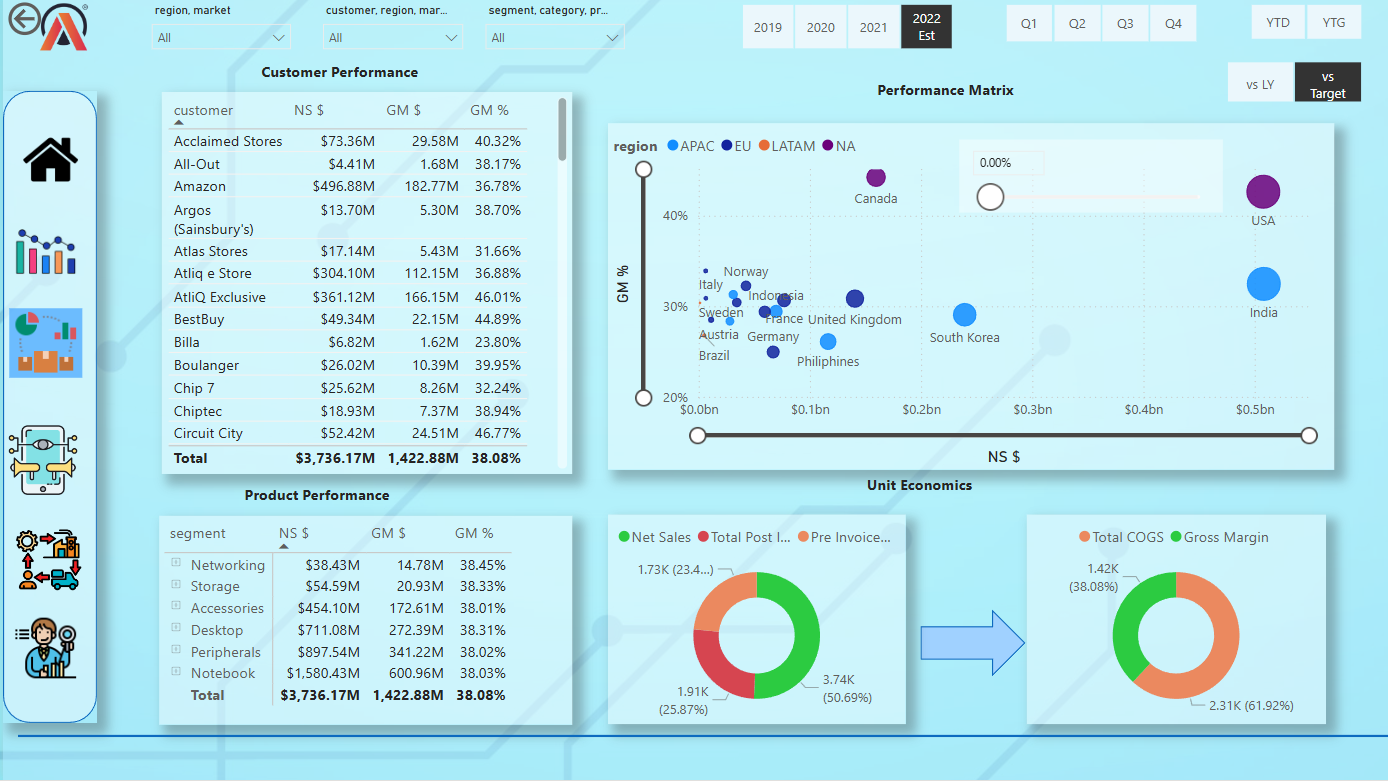 region, market
customer, region, mar...
segment, category, pr...
All
All
All
2019
2020
2021
2022
Est
Q1
Q2
Q3
Q4
YTD
YTG
vs LY
vs
Target
Customer Performance
customer NS $ GM $ GM %
Acclaimed Stores $73.36M 29.58M 40.32%
All-Out $4.41M 1.68M 38.17%
Amazon $496.88M 182.77M 36.78%
Argos $13.70M 5.30M 38.70%
(Sainsbury's)
Atlas Stores $17.14M 5.43M 31.66%
Atliq e Store $304.10M 112.15M 36.88%
AtliQ Exclusive $361.12M 166.15M 46.01%
BestBuy $49.34M 22.15M 44.89%
Billa $6.82M 1.62M 23.80%
Boulanger $26.02M 10.39M 39.95%
Chip 7 $25.62M 8.26M 32.24%
Chiptec $18.93M 7.37M 38.94%
Circuit City $52.42M 24.51M 46.77%
Total $3,736.17M 1,422.88M 38.08%
Performance Matrix
region APAC EU LATAM NA
0.00%
GM %
40%
30%
20%
Canada
USA
Norway
Italy
Indonesia
Sweden
France
United Kingdom
India
Austria
Germany
South Korea
Brazil
Philiphines
$0.0bn $0.1bn $0.2bn $0.3bn $0.4bn $0.5bn
NS $
Product Performance
segment NS $ GM $ GM %
Networking $38.43M 14.78M 38.45%
Storage $54.59M 20.93M 38.33%
Accessories $454.10M 172.61M 38.01%
Desktop $711.08M 272.39M 38.31%
Peripherals $897.54M 341.22M 38.02%
Notebook $1,580.43M 600.96M 38.03%
Total $3,736.17M 1,422.88M 38.08%
Unit Economics
Net Sales Total Post I... Pre Invoice...
1.73K (23.4...)
3.74K
(50.69%)
1.91K
(25.87%)
Total COGS Gross Margin
1.42K
(38.08%)
2.31K (61.92%)